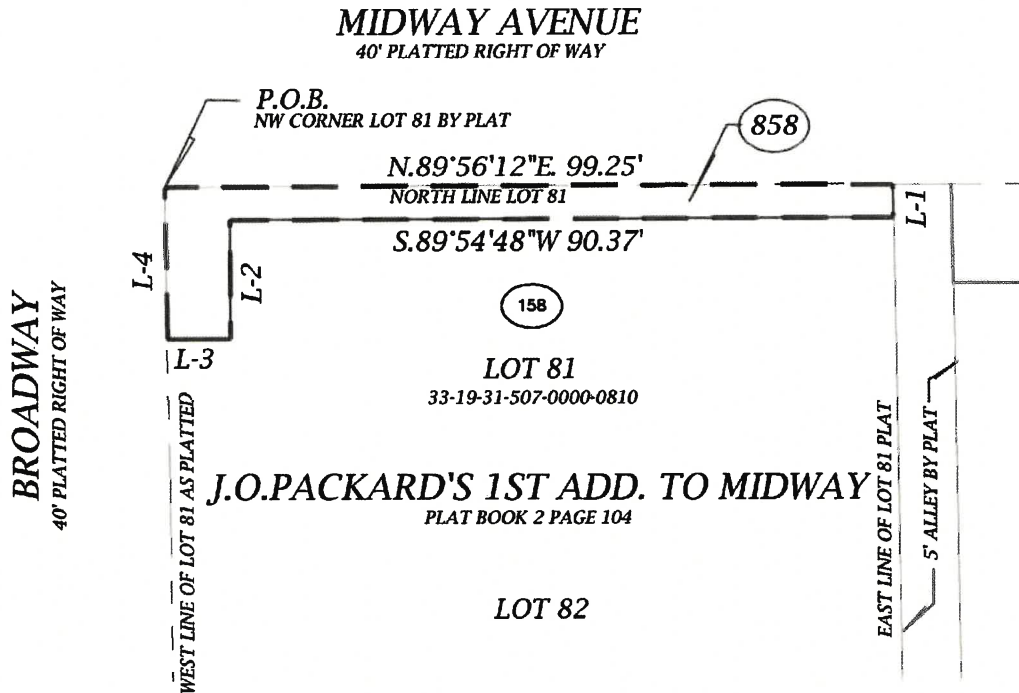 MIDWAY AVENUE
40' PLATTED RIGHT OF WAY
P.O.B.
NW CORNER LOT 81 BY PLAT
858
N.89°56'12"E. 99.25'
NORTH LINE LOT 81
L-1
S.89°54'48"W 90.37'
L-4
L-2
158
L-3
LOT 81
33-19-31-507-0000-0810
BROADWAY
40' PLATTED RIGHT OF WAY
WEST LINE OF LOT 81 AS PLATTED
J.O.PACKARD'S 1ST ADD. TO MIDWAY
PLAT BOOK 2 PAGE 104
EAST LINE OF LOT 81 PLAT
5' ALLEY BY PLAT
LOT 82